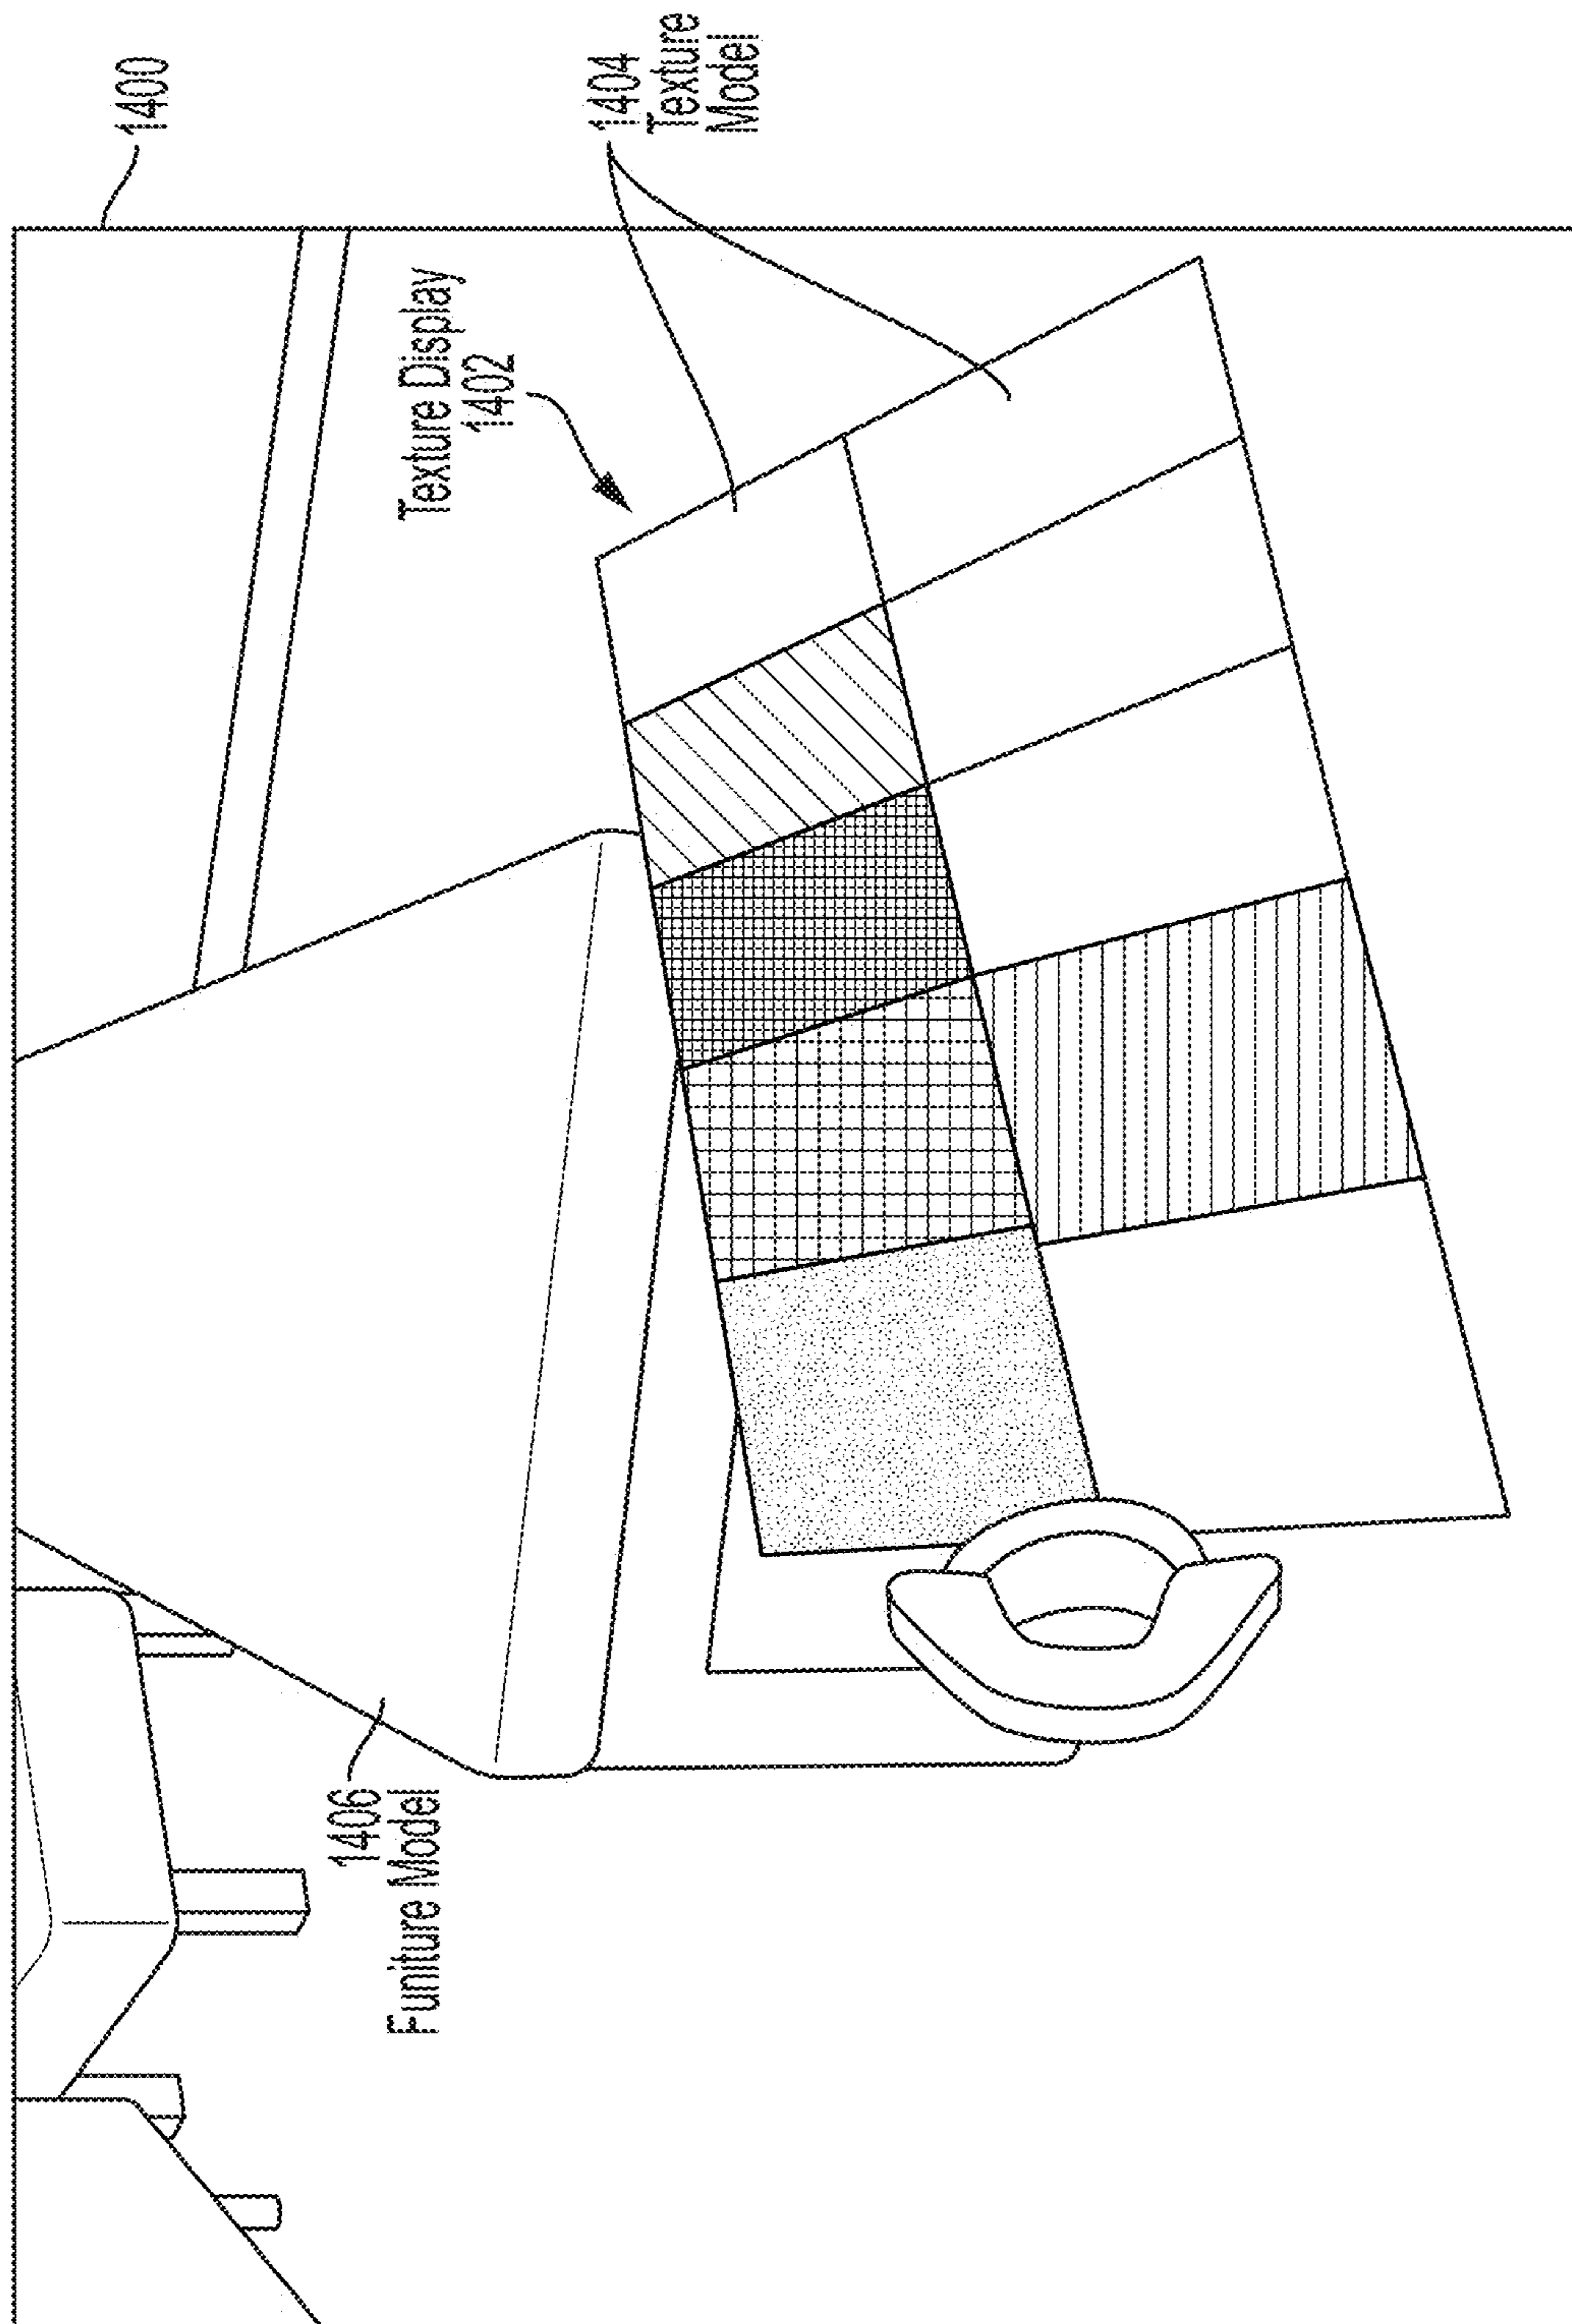 1400
1404
Texture
Model
Texture Display
1402
1406
Funiture Model